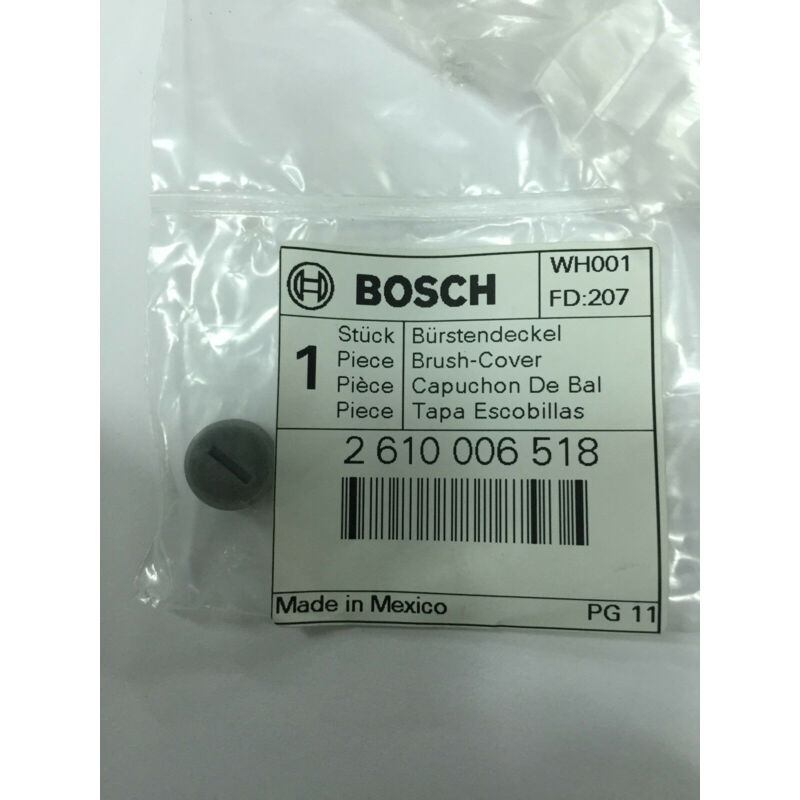 BOSCH
WH001
FD:207
1
Stück Bürstendeckel
Piece Brush-Cover
Pièce Capuchon De Bal
Piece Tapa Escobillas
2 610 006 518
Made in Mexico PG 11